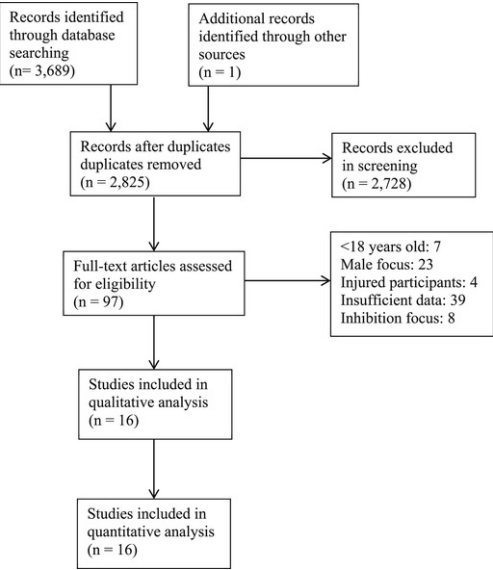 Records identified
through database
searching
(n= 3,689)
Additional records
identified through other
sources
(n = 1)
Records after duplicates
duplicates removed
(n = 2,825)
Records excluded
in screening
(n = 2,728)
Full-text articles assessed
for eligibility
(n = 97)
<18 years old: 7
Male focus: 23
Injured participants: 4
Insufficient data: 39
Inhibition focus: 8
Studies included in
qualitative analysis
(n = 16)
Studies included in
quantitative analysis
(n = 16)